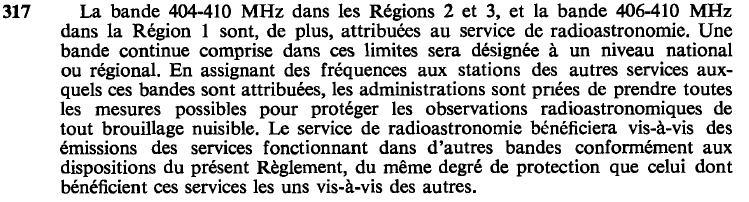 317 La bande 404-410 MHz dans les Régions 2 et 3, et la bande 406-410 MHz
dans la Région 1 sont, de plus, attribuées au service de radioastronomie. Une
bande continue comprise dans ces limites sera désignée à un niveau national
ou régional. En assignant des fréquences aux stations des autres services aux-
quels ces bandes sont attribuées, les administrations sont priées de prendre toutes
les mesures possibles pour protéger les observations radioastronomiques de
tout brouillage nuisible. Le service de radioastronomie bénéficiera vis-à-vis des
émissions des services fonctionnant dans d'autres bandes conformément aux
dispositions du présent Règlement, du même degré de protection que celui dont
bénéficient ces services les uns vis-à-vis des autres.